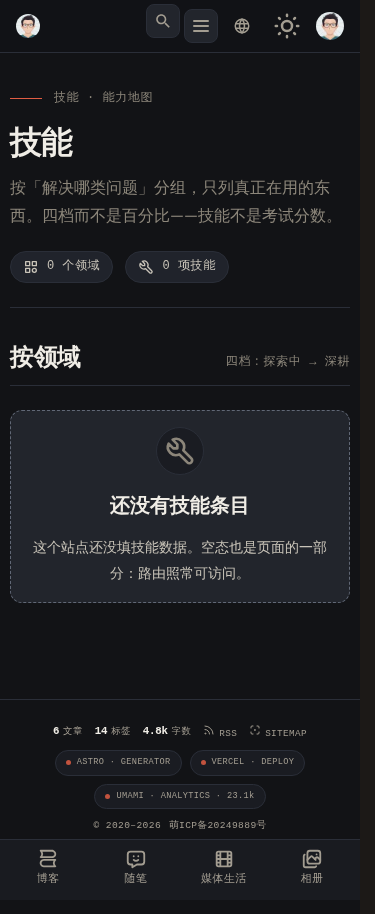 技能 · 能力地图
技能
按「解决哪类问题」分组，只列真正在用的东
西。四档而不是百分比——技能不是考试分数。
0 个领域 0 项技能
按领域 四档：探索中 → 深耕
还没有技能条目
这个站点还没填技能数据。空态也是页面的一部
分：路由照常可访问。
6 文章 14 标签 4.8k 字数 RSS SITEMAP
ASTRO · GENERATOR VERCEL · DEPLOY
UMAMI · ANALYTICS · 23.1k
© 2020–2026 萌ICP备20249889号
博客 随笔 媒体生活 相册